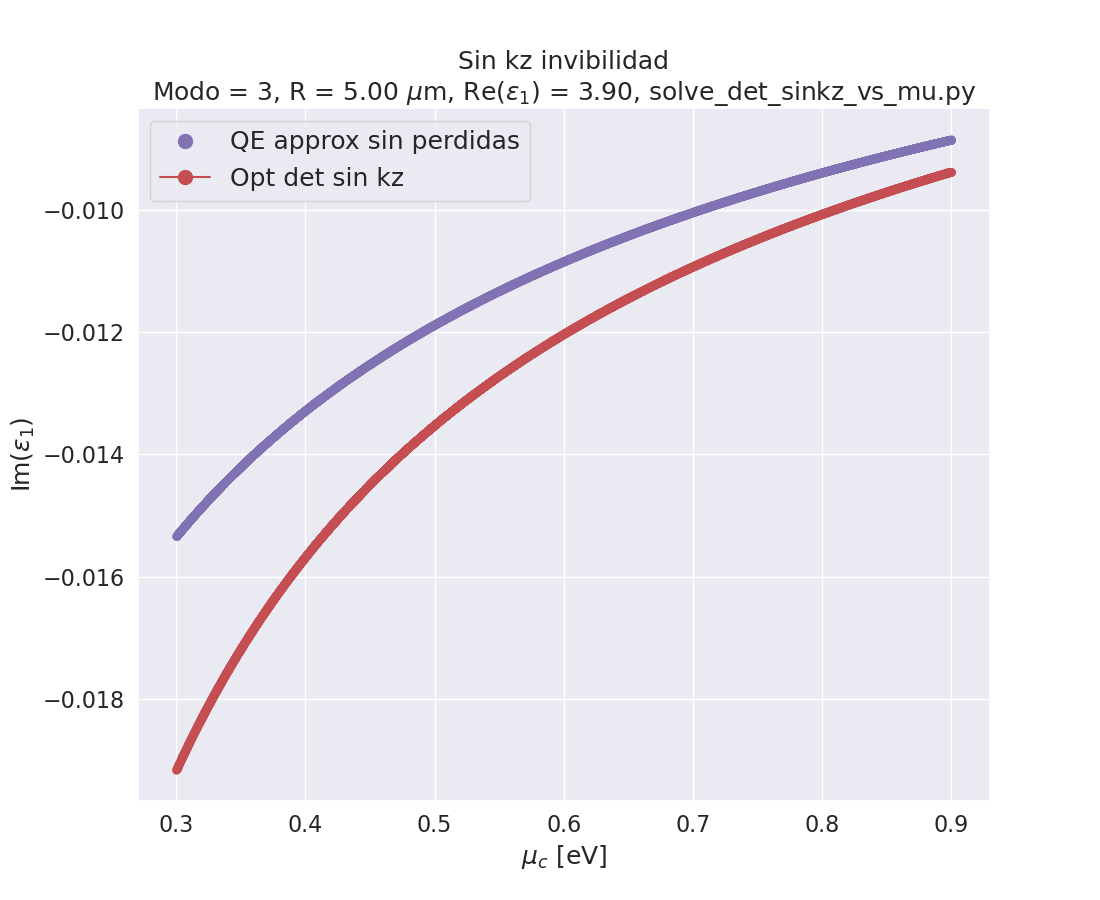 Sin kz invibilidad
Modo = 3, R = 5.00 μm, Re(ε₁) = 3.90, solve_det_sinkz_vs_mu.py
QE approx sin perdidas
Opt det sin kz
−0.010
−0.012
−0.014
−0.016
−0.018
Im(ε₁)
0.3 0.4 0.5 0.6 0.7 0.8 0.9
μ_c [eV]